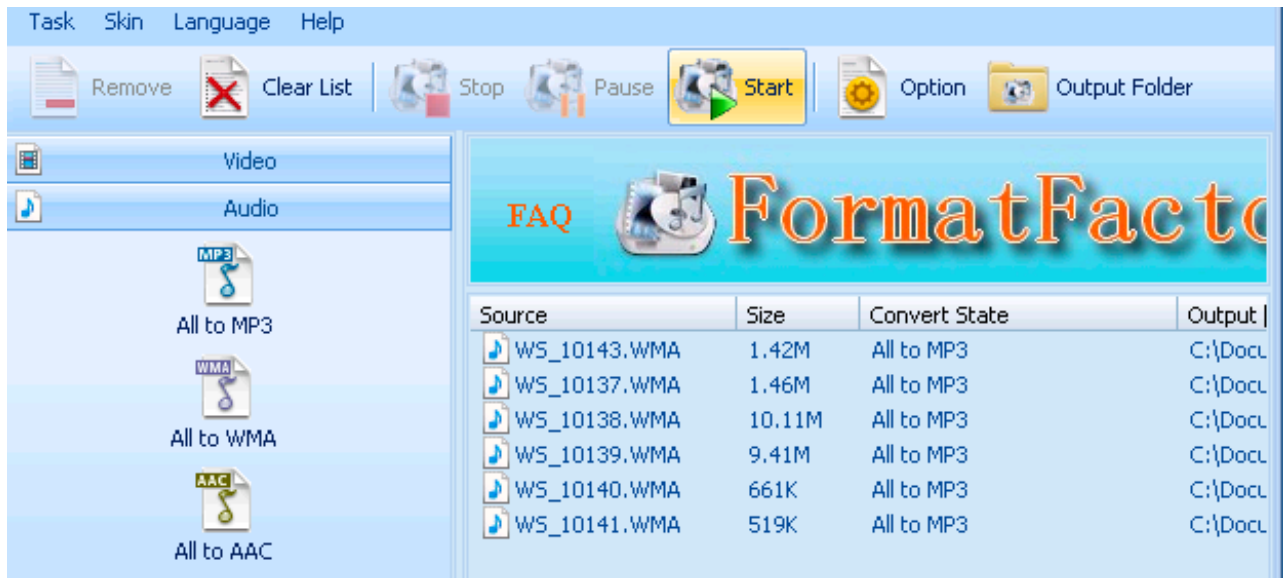 Task Skin Language Help
Remove Clear List Stop Pause Start Option Output Folder
Video
Audio
MP3
All to MP3
WMA
All to WMA
AAC
All to AAC
FAQ FormatFacto
Source Size Convert State Output
WS_10143.WMA 1.42M All to MP3 C:\Docu
WS_10137.WMA 1.46M All to MP3 C:\Docu
WS_10138.WMA 10.11M All to MP3 C:\Docu
WS_10139.WMA 9.41M All to MP3 C:\Docu
WS_10140.WMA 661K All to MP3 C:\Docu
WS_10141.WMA 519K All to MP3 C:\Docu